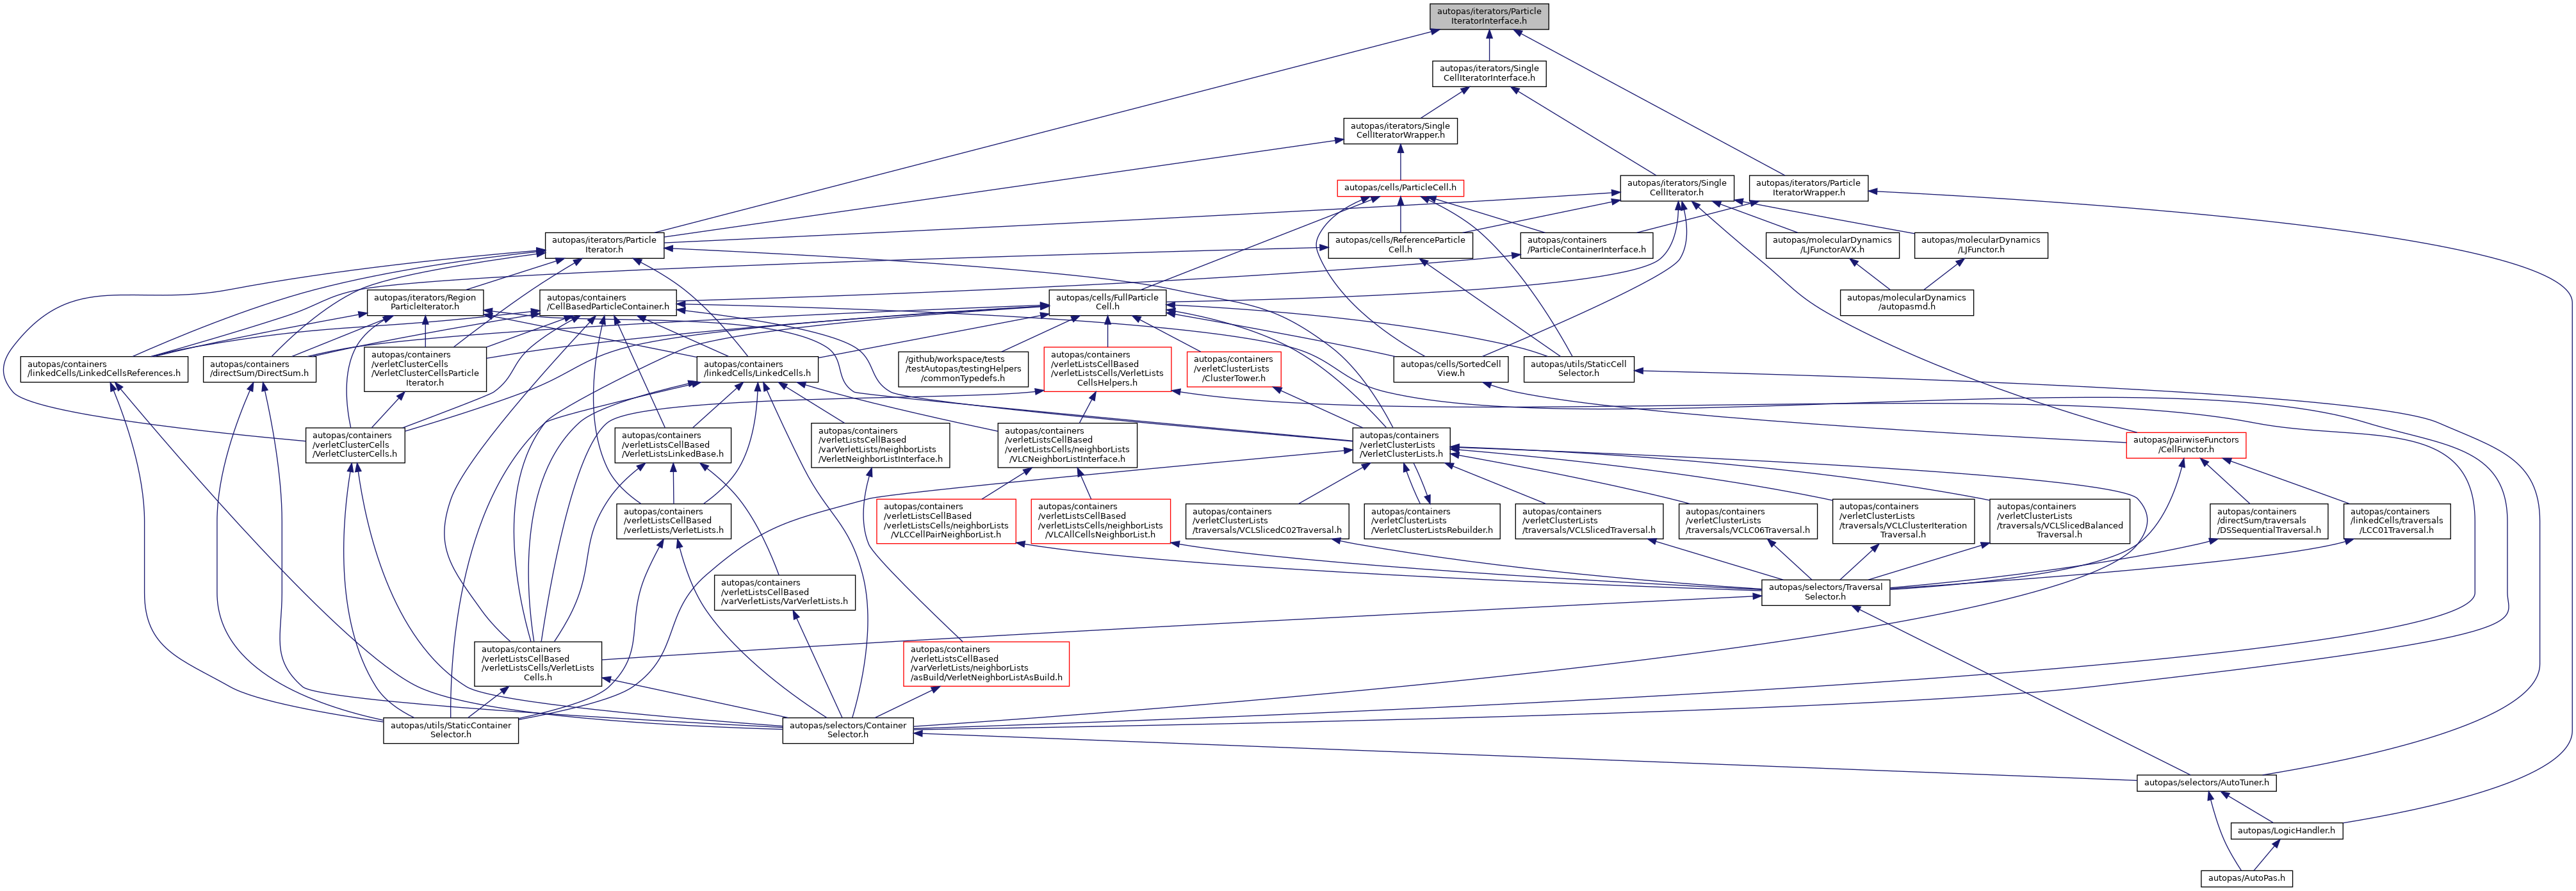 autopas/iterators/Particle
IteratorInterface.h
autopas/iterators/Single
CellIteratorInterface.h
autopas/iterators/Single
CellIteratorWrapper.h
autopas/cells/ParticleCell.h
autopas/iterators/Single
CellIterator.h
autopas/iterators/Particle
IteratorWrapper.h
autopas/iterators/Particle
Iterator.h
autopas/cells/ReferenceParticle
Cell.h
autopas/containers
/ParticleContainerInterface.h
autopas/molecularDynamics
/LJFunctorAVX.h
autopas/molecularDynamics
/LJFunctor.h
autopas/iterators/Region
ParticleIterator.h
autopas/containers
/CellBasedParticleContainer.h
autopas/cells/FullParticle
Cell.h
autopas/molecularDynamics
/autopasmd.h
autopas/containers
/linkedCells/LinkedCellsReferences.h
autopas/containers
/directSum/DirectSum.h
autopas/containers
/verletClusterCells
/VerletClusterCellsParticle
Iterator.h
autopas/containers
/linkedCells/LinkedCells.h
/github/workspace/tests
/testAutopas/testingHelpers
/commonTypedefs.h
autopas/containers
/verletListsCellBased
/verletListsCells/VerletLists
CellsHelpers.h
autopas/containers
/verletClusterLists
/ClusterTower.h
autopas/cells/SortedCell
View.h
autopas/utils/StaticCell
Selector.h
autopas/containers
/verletClusterCells
/VerletClusterCells.h
autopas/containers
/verletListsCellBased
/VerletListsLinkedBase.h
autopas/containers
/verletListsCellBased
/varVerletLists/neighborLists
/VerletNeighborListInterface.h
autopas/containers
/verletListsCellBased
/verletListsCells/neighborLists
/VLCNeighborListInterface.h
autopas/containers
/verletClusterLists
/VerletClusterLists.h
autopas/pairwiseFunctors
/CellFunctor.h
autopas/containers
/verletListsCellBased
/verletLists/VerletLists.h
autopas/containers
/verletListsCellBased
/verletListsCells/neighborLists
/VLCCellPairNeighborList.h
autopas/containers
/verletListsCellBased
/verletListsCells/neighborLists
/VLCAllCellsNeighborList.h
autopas/containers
/verletClusterLists
/traversals/VCLSlicedC02Traversal.h
autopas/containers
/verletClusterLists
/VerletClusterListsRebuilder.h
autopas/containers
/verletClusterLists
/traversals/VCLSlicedTraversal.h
autopas/containers
/verletClusterLists
/traversals/VCLC06Traversal.h
autopas/containers
/verletClusterLists
/traversals/VCLClusterIteration
Traversal.h
autopas/containers
/verletClusterLists
/traversals/VCLSlicedBalanced
Traversal.h
autopas/containers
/directSum/traversals
/DSSequentialTraversal.h
autopas/containers
/linkedCells/traversals
/LCC01Traversal.h
autopas/containers
/verletListsCellBased
/varVerletLists/VarVerletLists.h
autopas/selectors/Traversal
Selector.h
autopas/containers
/verletListsCellBased
/verletListsCells/VerletLists
Cells.h
autopas/containers
/verletListsCellBased
/varVerletLists/neighborLists
/asBuild/VerletNeighborListAsBuild.h
autopas/utils/StaticContainer
Selector.h
autopas/selectors/Container
Selector.h
autopas/selectors/AutoTuner.h
autopas/LogicHandler.h
autopas/AutoPas.h